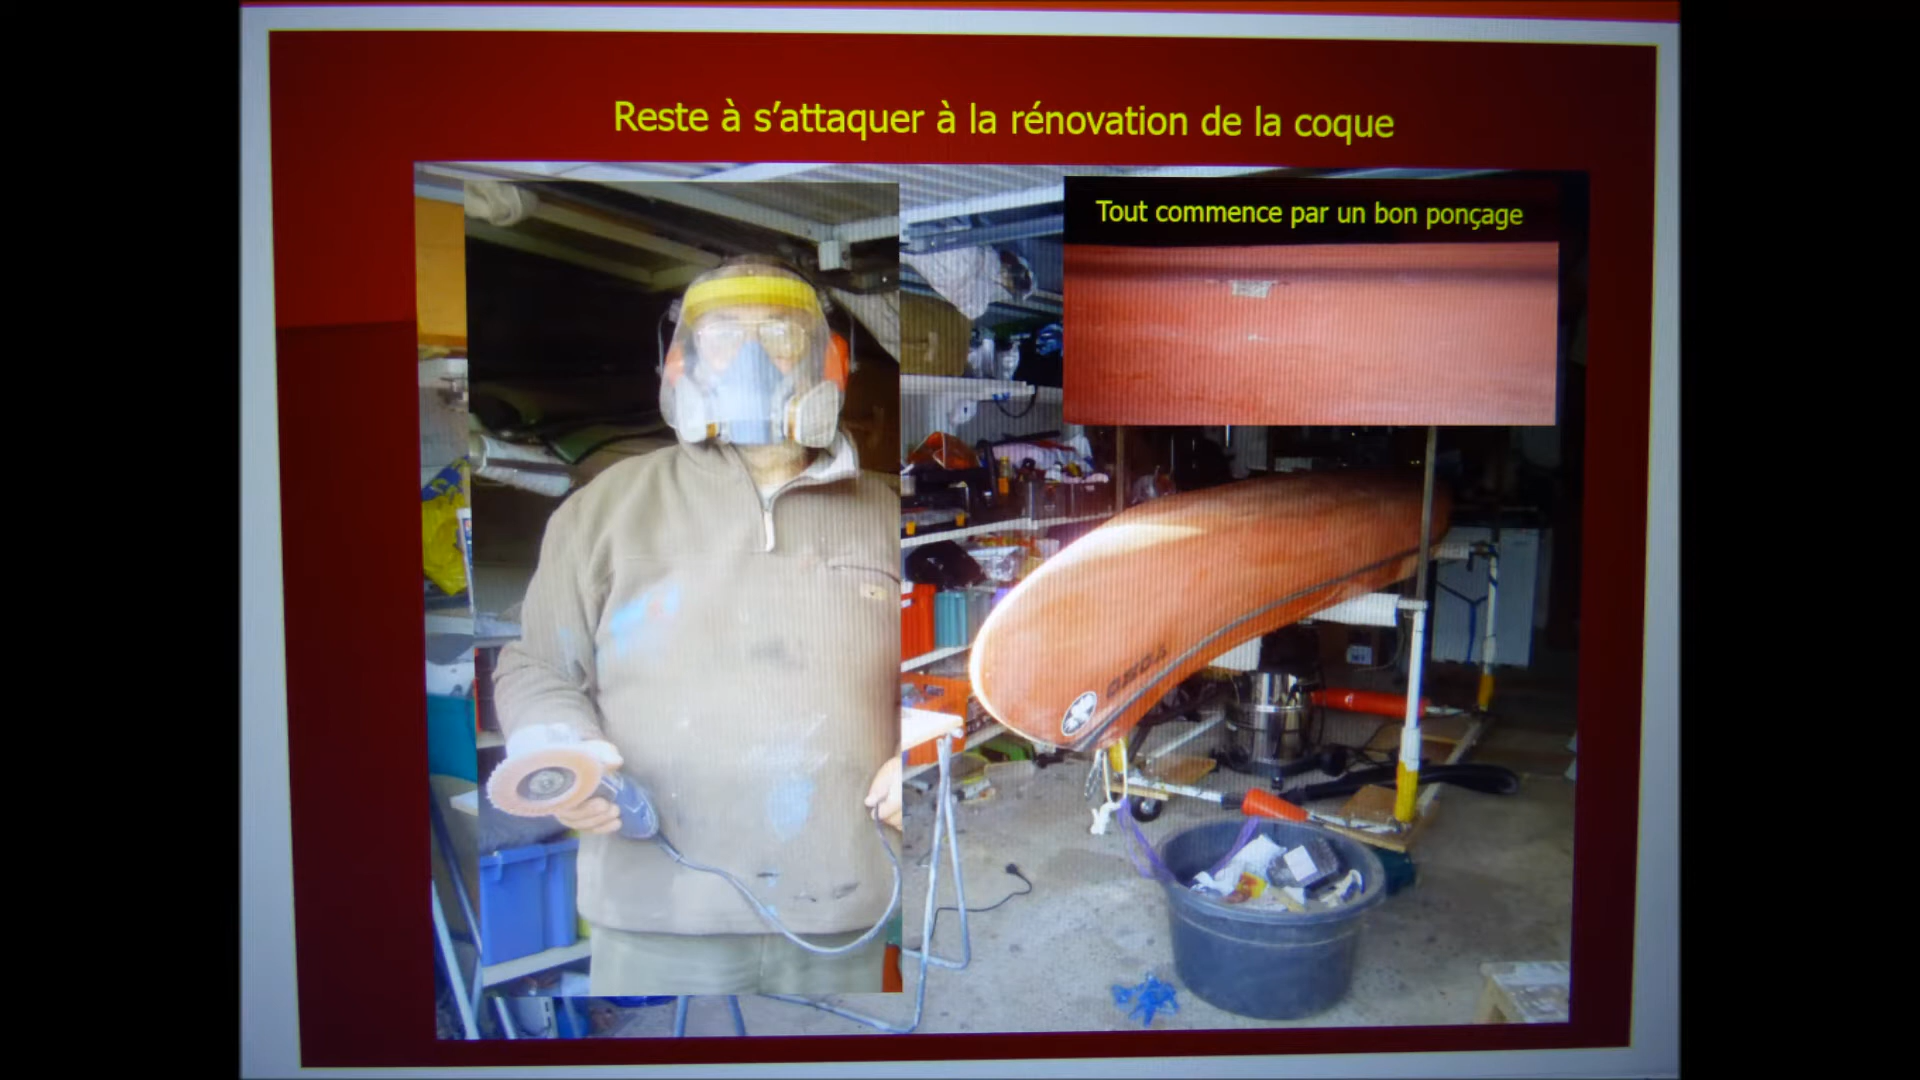 Reste à s'attaquer à la rénovation de la coque
Tout commence par un bon ponçage